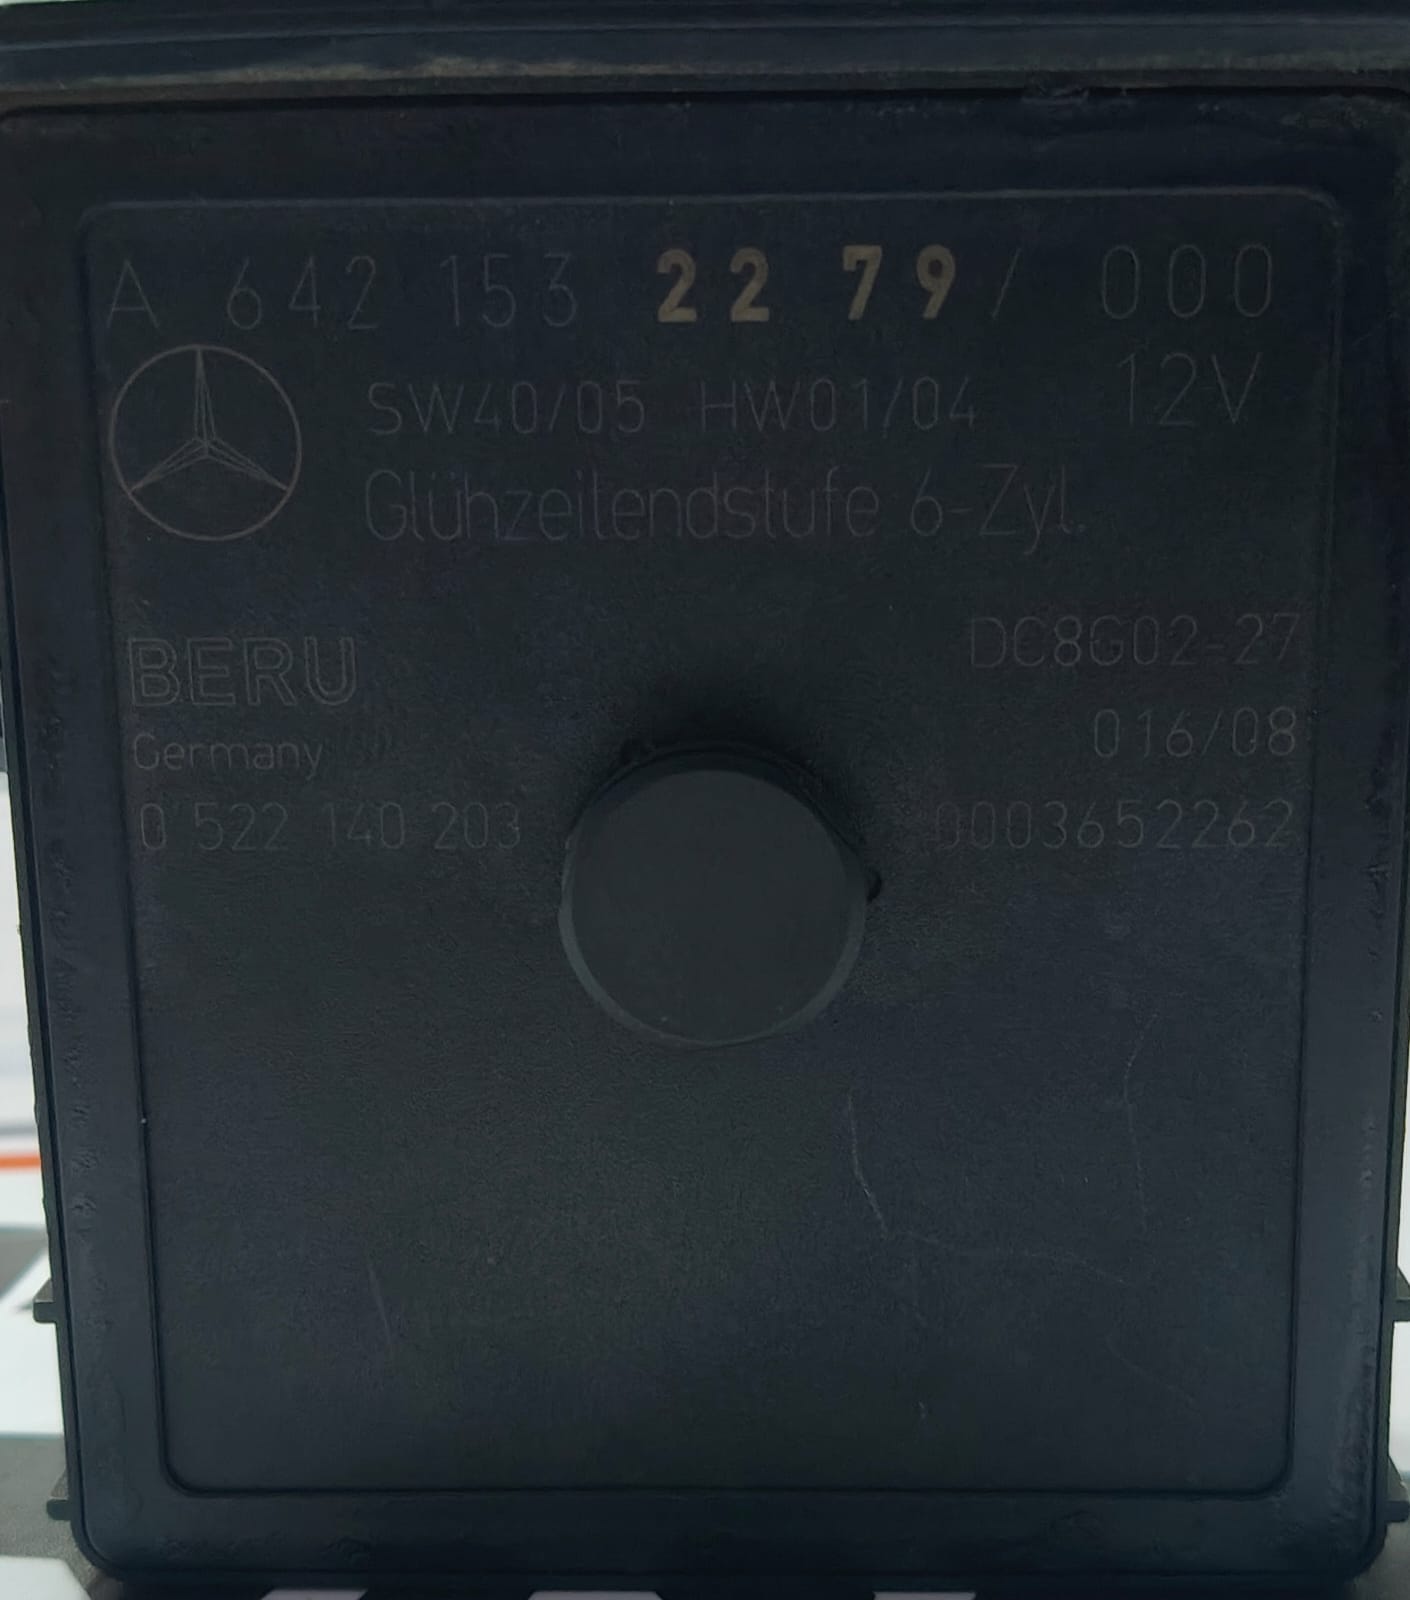 A 642 153 22 79 / 000
SW40/05 HW01/04 12V
Glühzeitendstufe 6-Zyl.
BERU DC8G02-27
Germany 016/08
0 522 140 203 0003652262